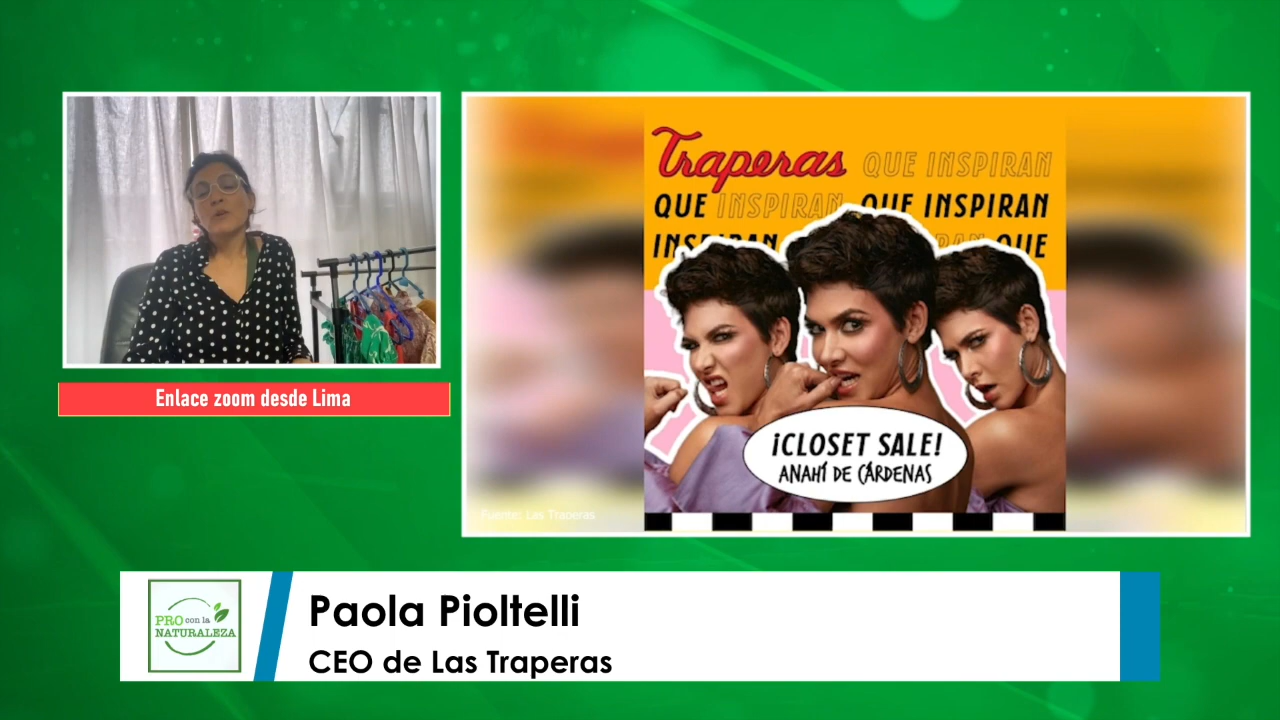 Traperas QUE INSPIRAN
QUE INSPIRAN QUE INSPIRAN
INSPIRAN QUE
¡CLOSET SALE!
ANAHÍ DE CÁRDENAS
Fuente: Las Traperas
Enlace zoom desde Lima
PRO con la
NATURALEZA
Paola Pioltelli
CEO de Las Traperas